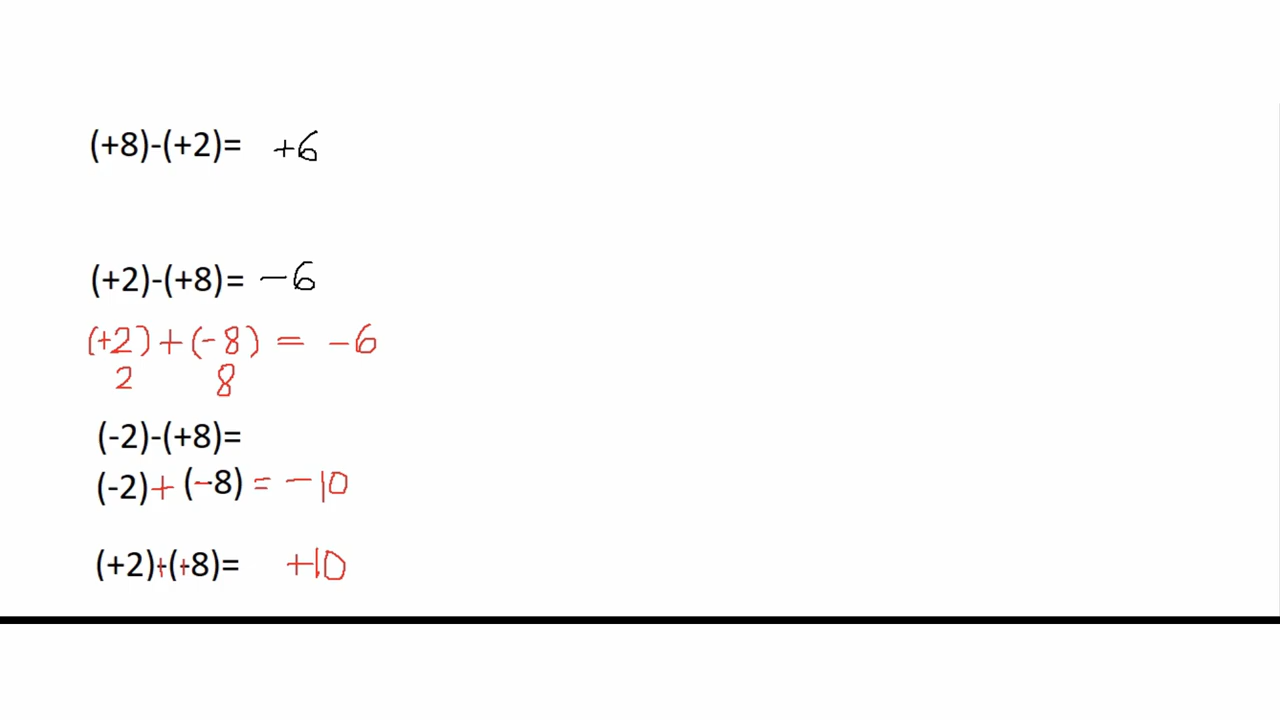 (+8)-(+2)= +6
(+2)-(+8)= -6
(+2)+(-8) = -6
2 8
(-2)-(+8)=
(-2)+(-8) = -10
(+2)+(+8)= +10